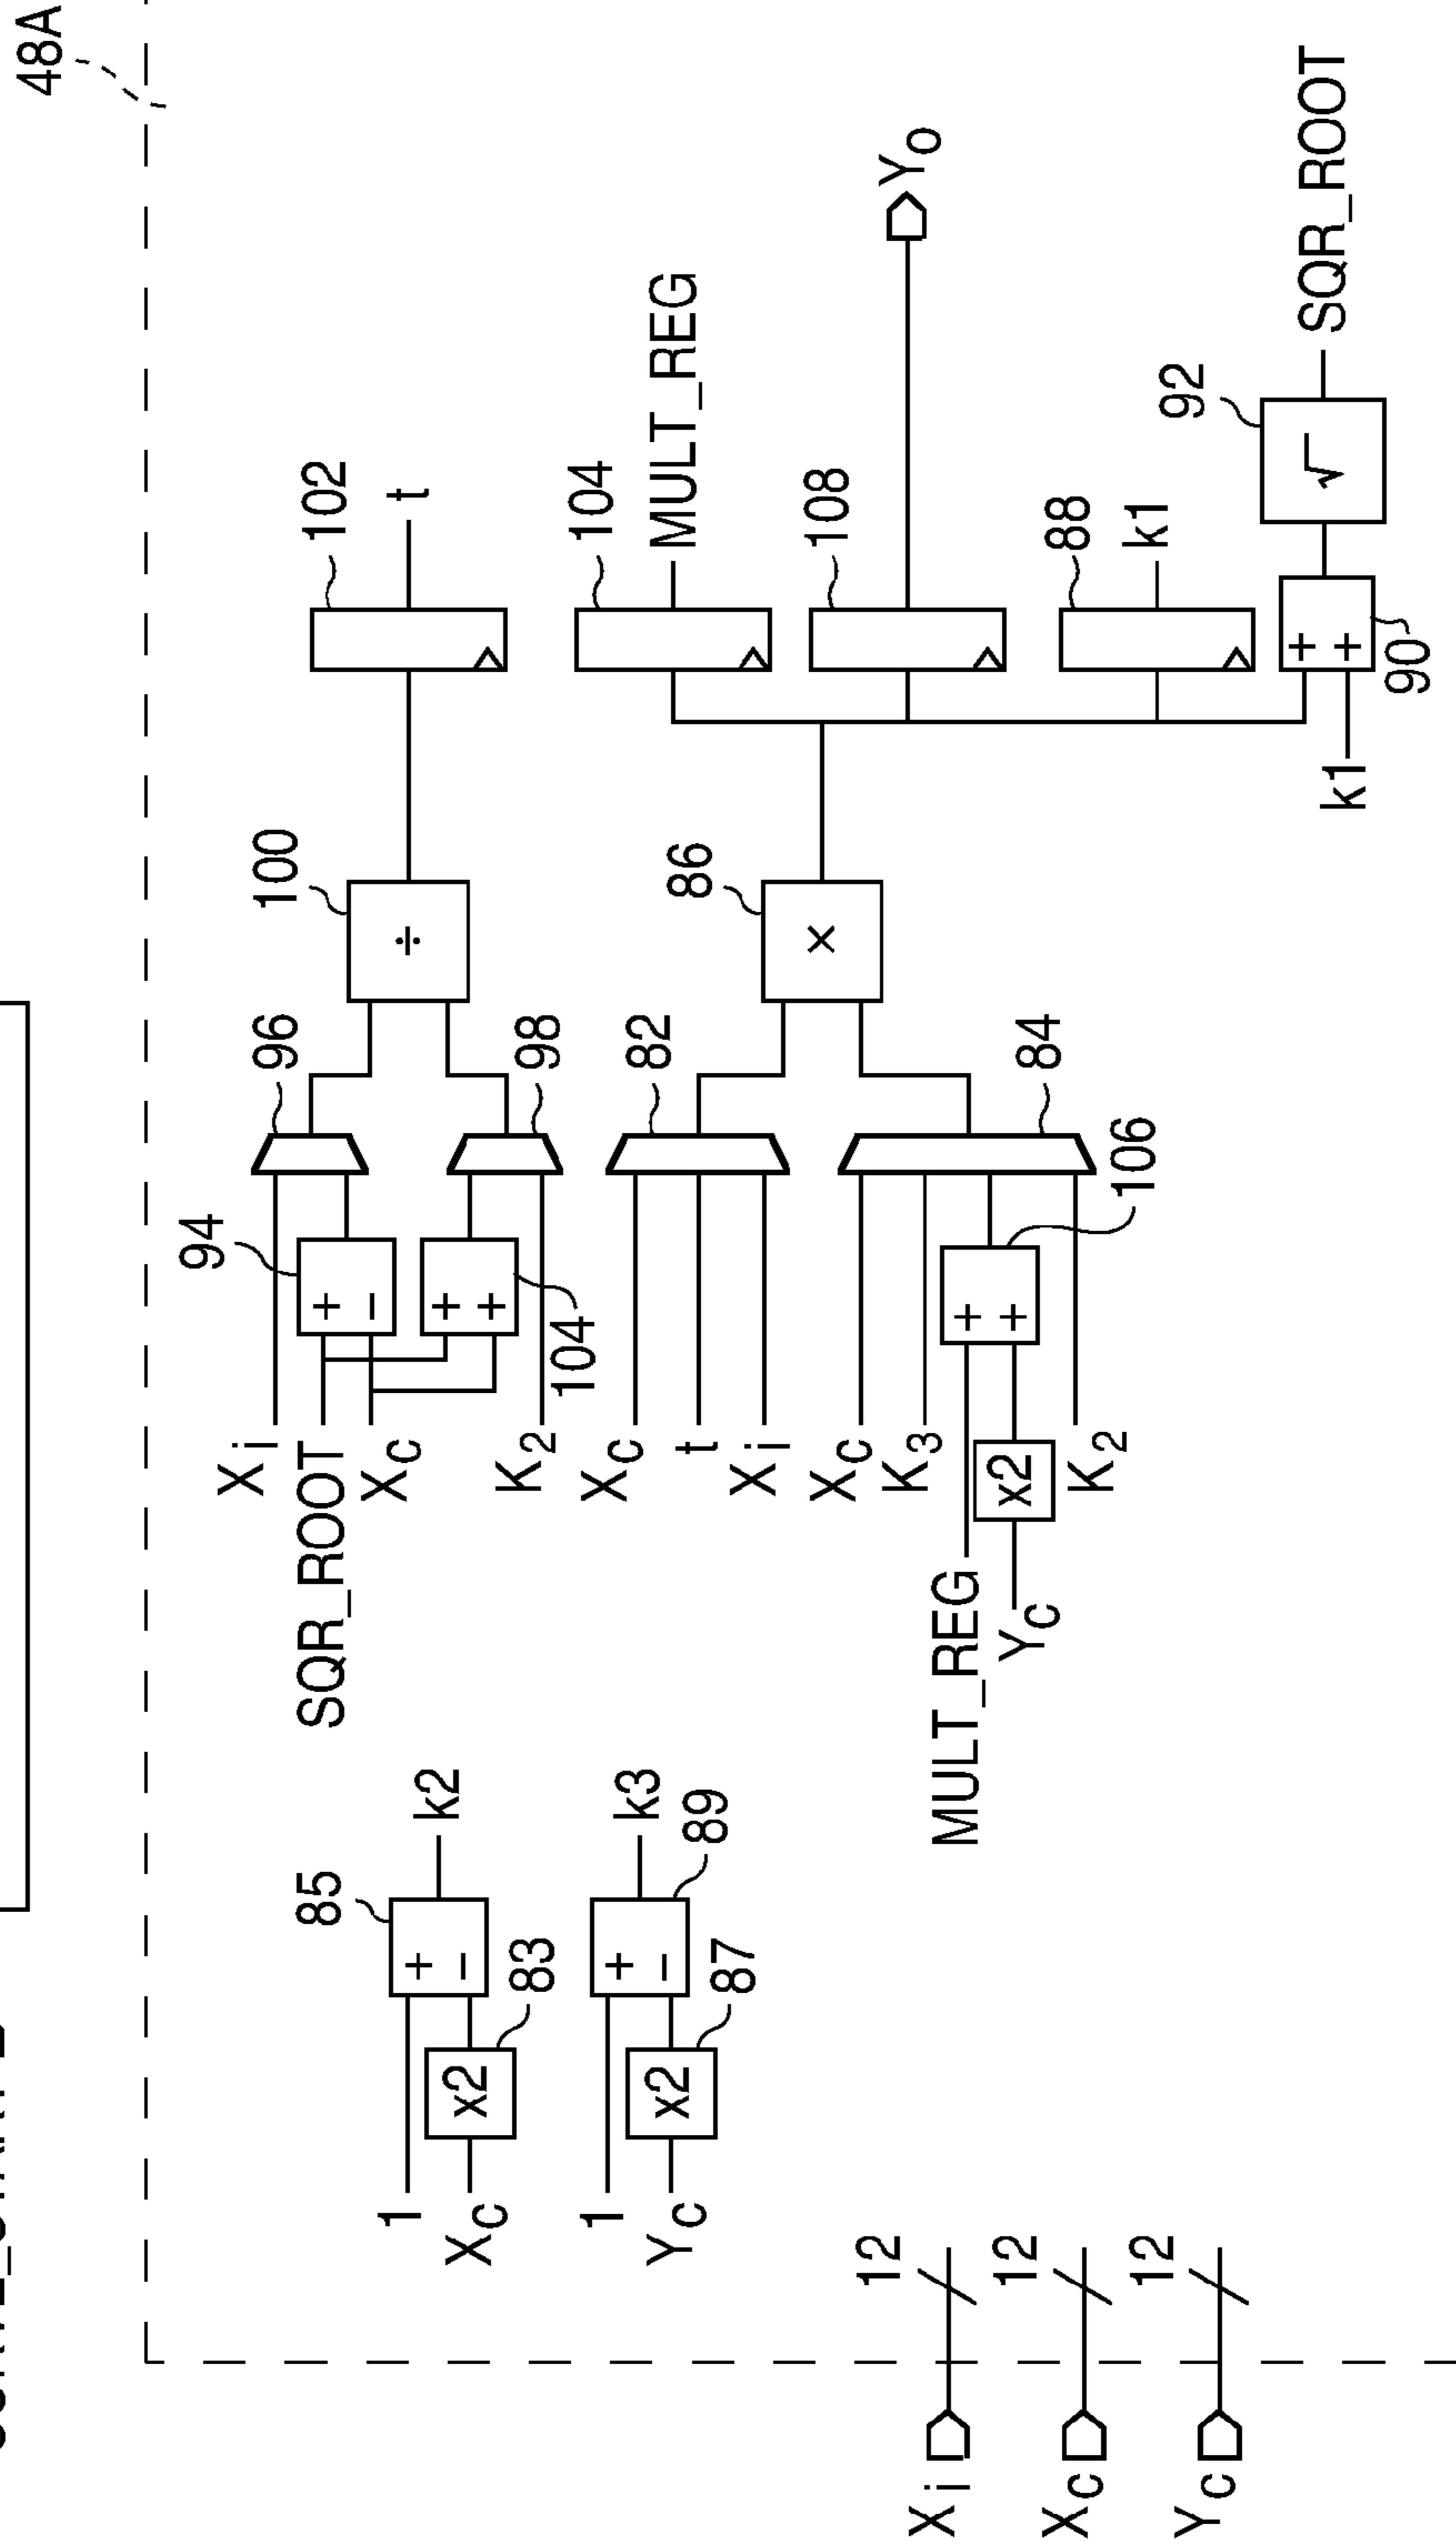 48A
102
t
104
MULT_REG
108
Yo
88
k1
92
√
SQR_ROOT
+
+
90
k1
100
÷
86
×
96
98
82
84
106
94
+
−
+
+
104
Xi
SQR_ROOT
Xc
K2
Xc
t
Xi
Xc
K3
+
+
MULT_REG
x2
Yc
K2
85
+
−
k2
1
x2
83
Xc
89
+
−
k3
1
x2
87
Yc
Xi
12
Xc
12
Yc
12